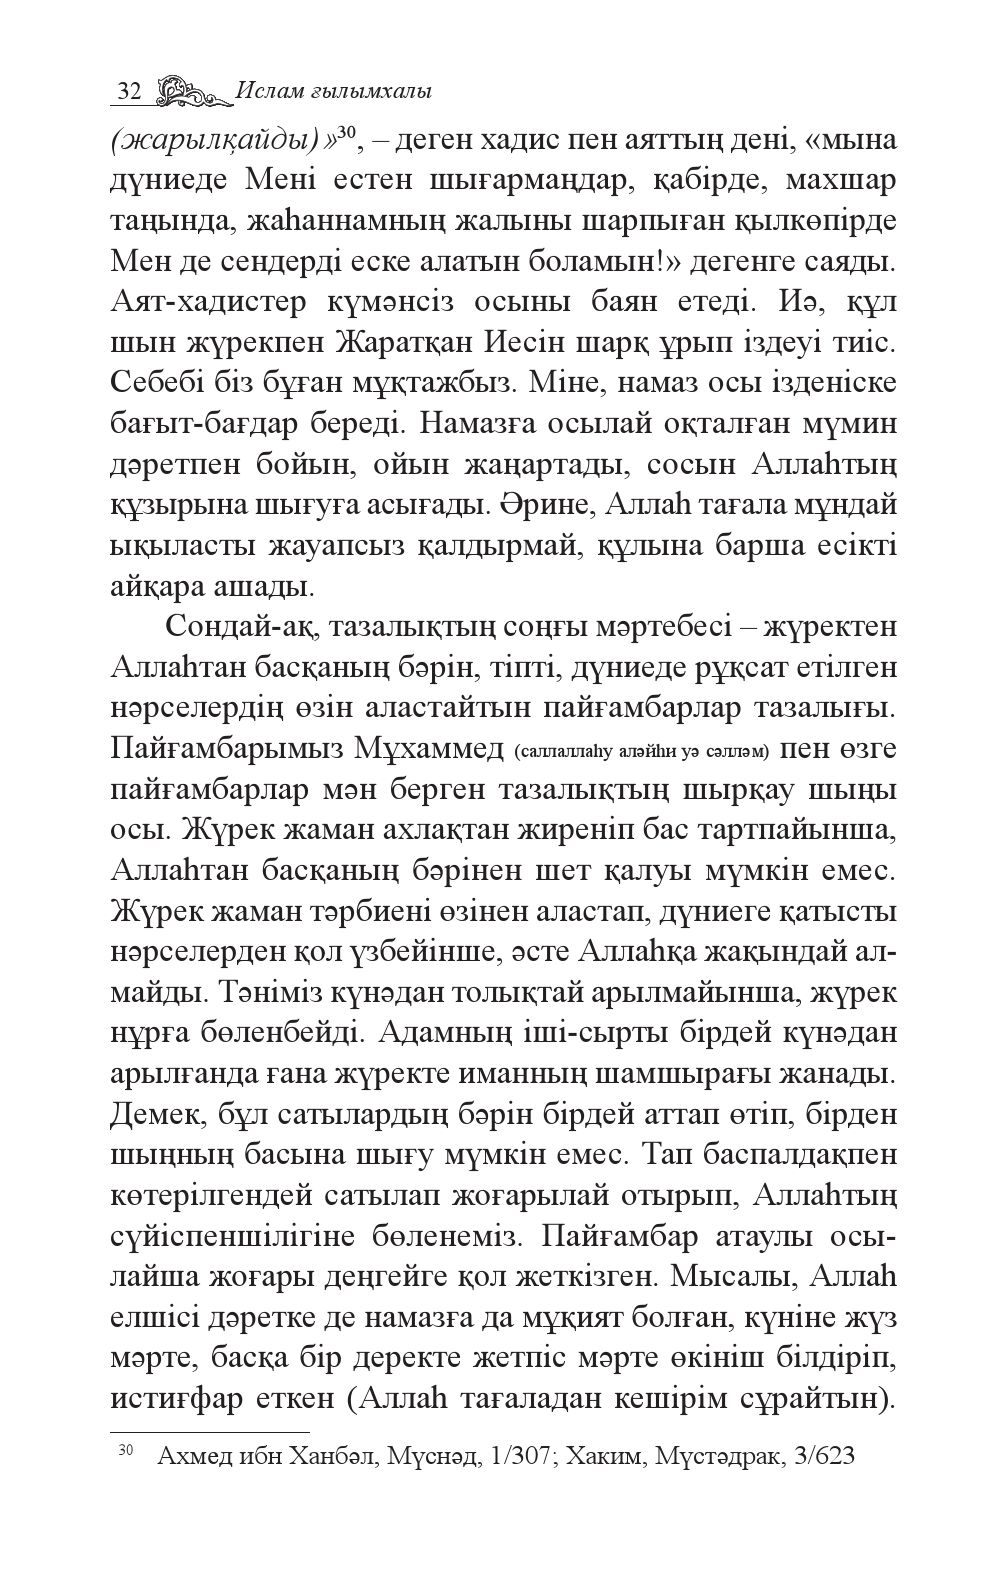 32 Ислам ғылымхалы
(жарылқайды)»30, – деген хадис пен аяттың дені, «мына
дүниеде Мені естен шығармаңдар, қабірде, махшар
таңында, жаһаннамның жалыны шарпыған қылкөпірде
Мен де сендерді еске алатын боламын!» дегенге саяды.
Аят-хадистер күмәнсіз осыны баян етеді. Иә, құл
шын жүрекпен Жаратқан Иесін шарқ ұрып іздеуі тиіс.
Себебі біз бұған мұқтажбыз. Міне, намаз осы ізденіске
бағыт-бағдар береді. Намазға осылай оқталған мүмин
дәретпен бойын, ойын жаңартады, сосын Аллаһтың
құзырына шығуға асығады. Әрине, Аллаһ тағала мұндай
ықыласты жауапсыз қалдырмай, құлына барша есікті
айқара ашады.
Сондай-ақ, тазалықтың соңғы мәртебесі – жүректен
Аллаһтан басқаның бәрін, тіпті, дүниеде рұқсат етілген
нәрселердің өзін аластайтын пайғамбарлар тазалығы.
Пайғамбарымыз Мұхаммед (саллаллаһу аләйһи уә сәлләм) пен өзге
пайғамбарлар мән берген тазалықтың шырқау шыңы
осы. Жүрек жаман ахлақтан жиреніп бас тартпайынша,
Аллаһтан басқаның бәрінен шет қалуы мүмкін емес.
Жүрек жаман тәрбиені өзінен аластап, дүниеге қатысты
нәрселерден қол үзбейінше, әсте Аллаһқа жақындай ал-
майды. Тәніміз күнәдан толықтай арылмайынша, жүрек
нұрға бөленбейді. Адамның іші-сырты бірдей күнәдан
арылғанда ғана жүректе иманның шамшырағы жанады.
Демек, бұл сатылардың бәрін бірдей аттап өтіп, бірден
шыңның басына шығу мүмкін емес. Тап баспалдақпен
көтерілгендей сатылап жоғарылай отырып, Аллаһтың
сүйіспеншілігіне бөленеміз. Пайғамбар атаулы осы-
лайша жоғары деңгейге қол жеткізген. Мысалы, Аллаһ
елшісі дәретке де намазға да мұқият болған, күніне жүз
мәрте, басқа бір деректе жетпіс мәрте өкініш білдіріп,
истиғфар еткен (Аллаһ тағаладан кешірім сұрайтын).
30 Ахмед ибн Ханбәл, Мүснәд, 1/307; Хаким, Мүстәдрак, 3/623